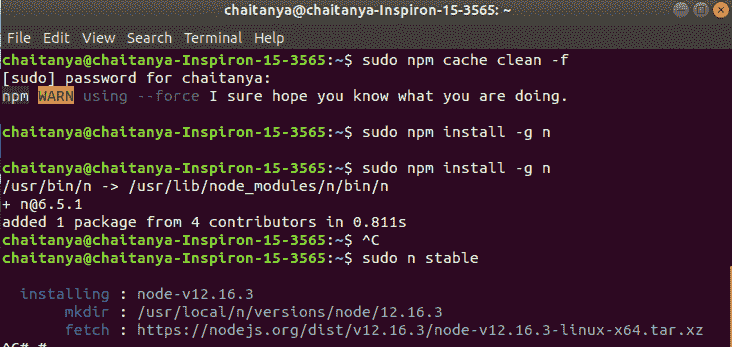 chaitanya@chaitanya-Inspiron-15-3565: ~
File Edit View Search Terminal Help
chaitanya@chaitanya-Inspiron-15-3565:~$ sudo npm cache clean -f
[sudo] password for chaitanya:
npm WARN using --force I sure hope you know what you are doing.
chaitanya@chaitanya-Inspiron-15-3565:~$ sudo npm install -g n
chaitanya@chaitanya-Inspiron-15-3565:~$ sudo npm install -g n
/usr/bin/n -> /usr/lib/node_modules/n/bin/n
+ n@6.5.1
added 1 package from 4 contributors in 0.811s
chaitanya@chaitanya-Inspiron-15-3565:~$ ^C
chaitanya@chaitanya-Inspiron-15-3565:~$ sudo n stable
installing : node-v12.16.3
mkdir : /usr/local/n/versions/node/12.16.3
fetch : https://nodejs.org/dist/v12.16.3/node-v12.16.3-linux-x64.tar.xz